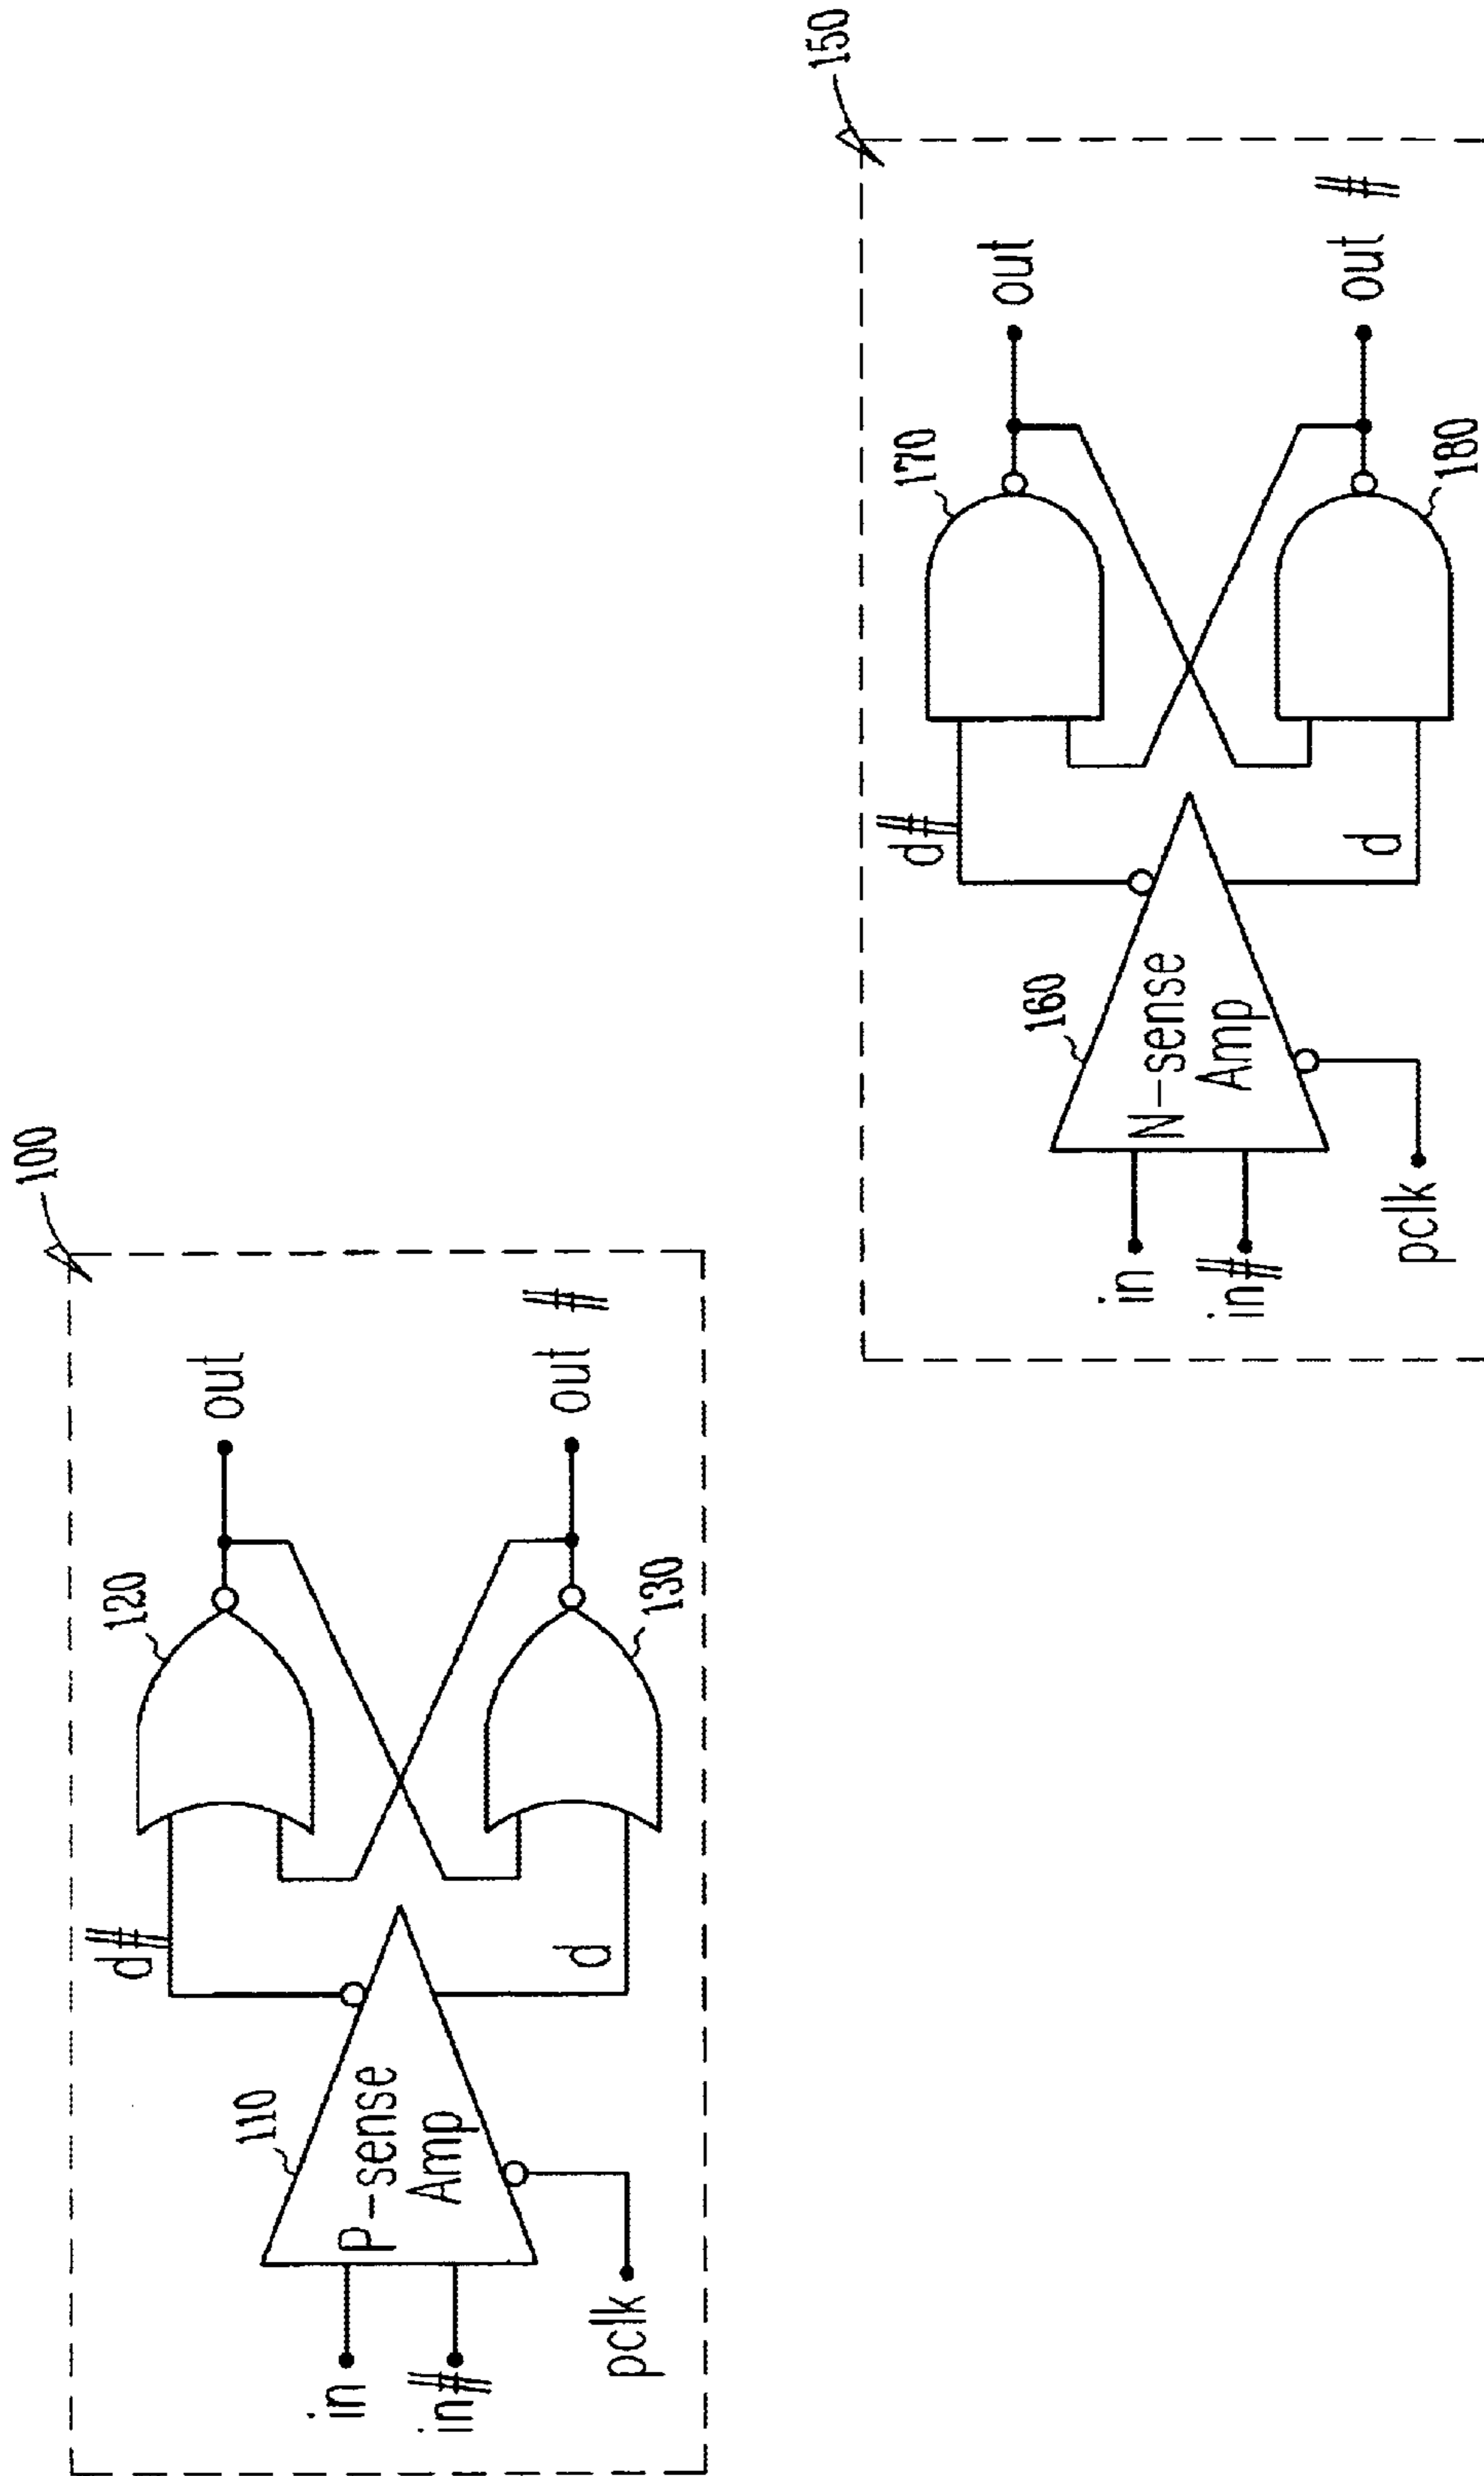 100
110
120
130
in
in#
pclk
P-sense
Amp
d#
d
out
out #
150
160
170
180
in
in#
pclk
N-sense
Amp
d#
d
out
out #